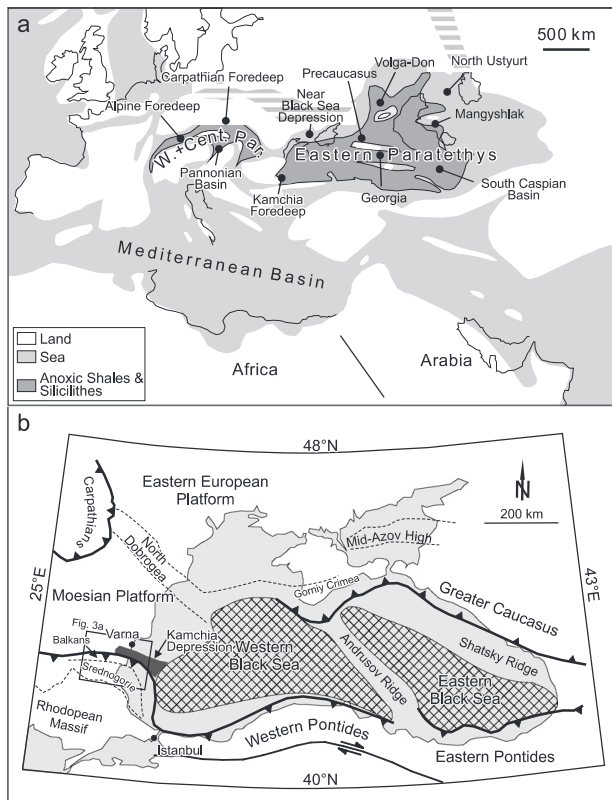 a
500 km
Volga-Don
North Ustyurt
Precaucasus
Carpathian Foredeep
Near
Black Sea
Depression
Mangyshlak
Alpine Foredeep
W.+Cent. Par.
Eastern Paratethys
Pannonian
Basin
Kamchia
Foredeep
Georgia
South Caspian
Basin
Mediterranean Basin
Land
Sea
Anoxic Shales &
Silicilithes
Africa
Arabia
b
48°N
Eastern European
Platform
N
200 km
Carpathians
North
Dobrogea
Mid-Azov High
25°E
43°E
Gorniy Crimea
Moesian Platform
Greater Caucasus
Fig. 3a
Varna
Kamchia
Depression
Balkans
Western
Black Sea
Shatsky Ridge
Andrusov Ridge
Srednogorie
Eastern
Black Sea
Rhodopean
Massif
Istanbul
Western Pontides
Eastern Pontides
40°N